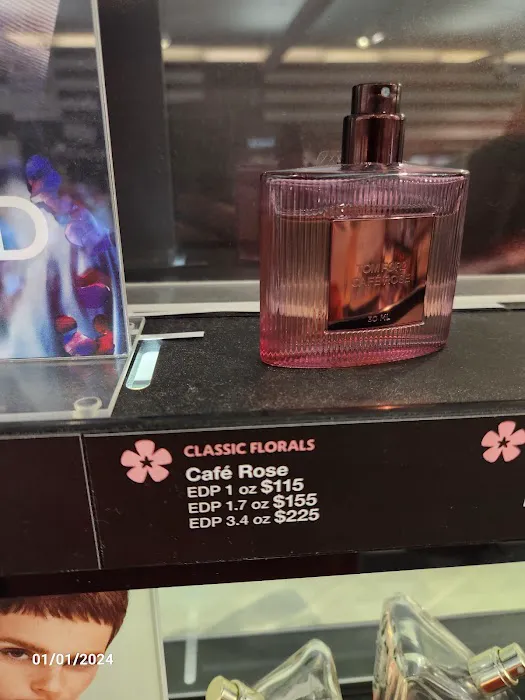 D
TOM FORD
CAFÉ ROSE
30 ML
CLASSIC FLORALS
Café Rose
EDP 1 oz $115
EDP 1.7 oz $155
EDP 3.4 oz $225
01/01/2024